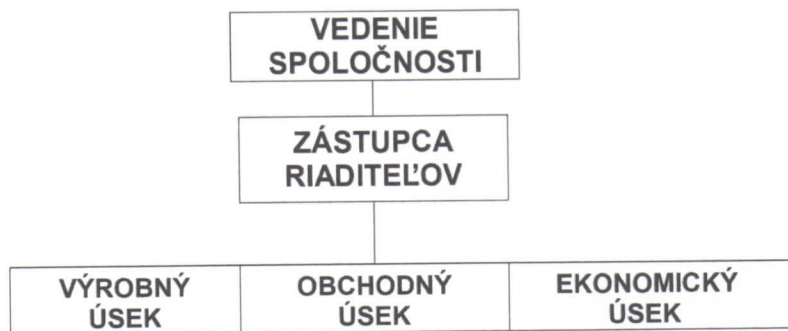 VEDENIE
SPOLOČNOSTI
ZÁSTUPCA
RIADITEĽOV
VÝROBNÝ
ÚSEK
OBCHODNÝ
ÚSEK
EKONOMICKÝ
ÚSEK